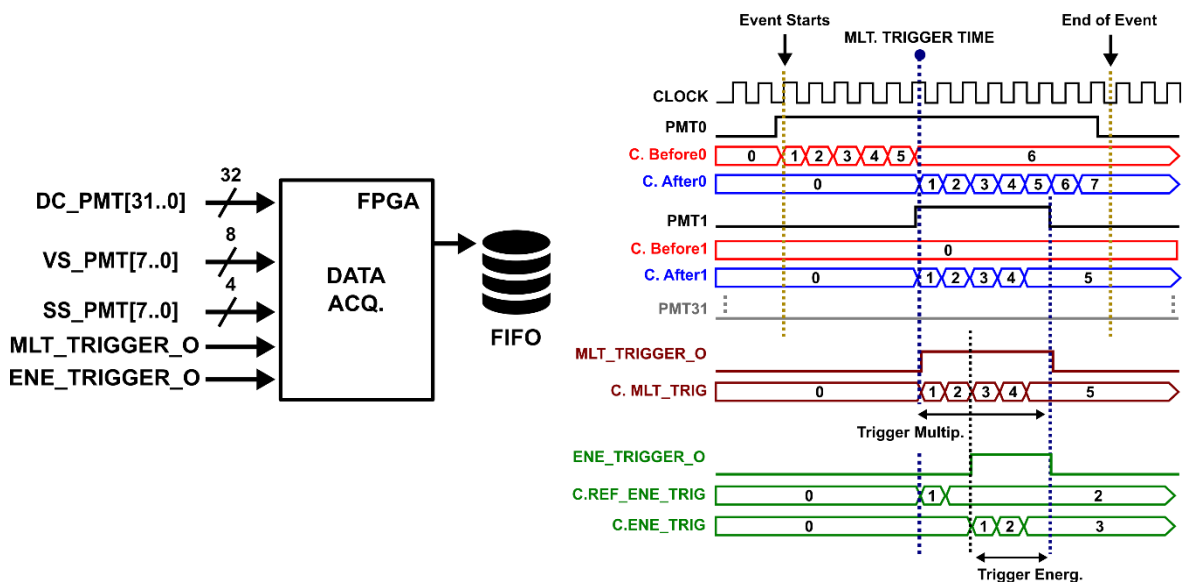 32
DC_PMT[31..0]
FPGA
8
VS_PMT[7..0]
DATA
ACQ.
4
SS_PMT[7..0]
FIFO
MLT_TRIGGER_O
ENE_TRIGGER_O
Event Starts
End of Event
MLT. TRIGGER TIME
CLOCK
PMT0
C. Before0 0 1 2 3 4 5 6
C. After0 0 1 2 3 4 5 6 7
PMT1
C. Before1 0
C. After1 0 1 2 3 4 5
PMT31
MLT_TRIGGER_O
C. MLT_TRIG 0 1 2 3 4 5
Trigger Multip.
ENE_TRIGGER_O
C.REF_ENE_TRIG 0 1 2
C.ENE_TRIG 0 1 2 3
Trigger Energ.